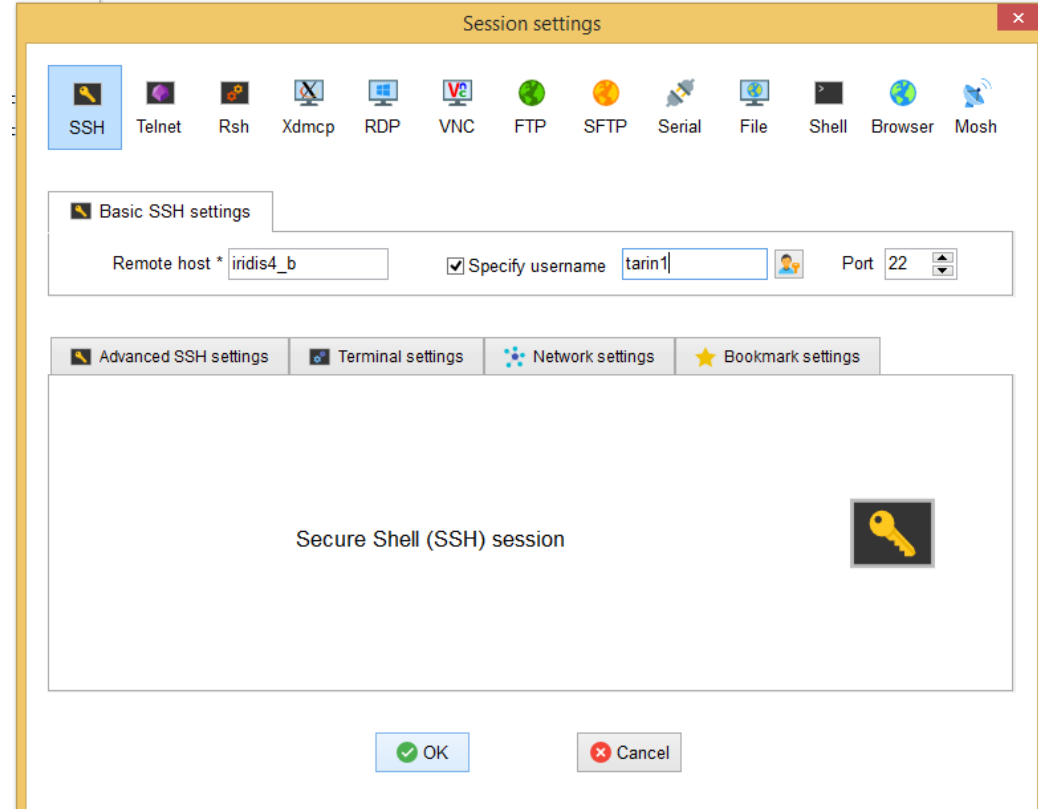 Session settings
SSH Telnet Rsh Xdmcp RDP VNC FTP SFTP Serial File Shell Browser Mosh
Basic SSH settings
Remote host * iridis4_b Specify username tarin1 Port 22
Advanced SSH settings Terminal settings Network settings Bookmark settings
Secure Shell (SSH) session
OK Cancel